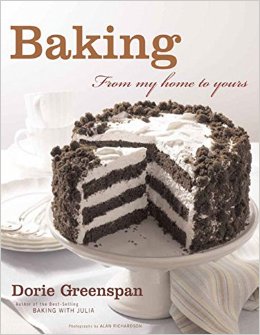 Baking
From my home to yours
Dorie Greenspan
Author of the Best-Selling
BAKING WITH JULIA
Photographs by ALAN RICHARDSON